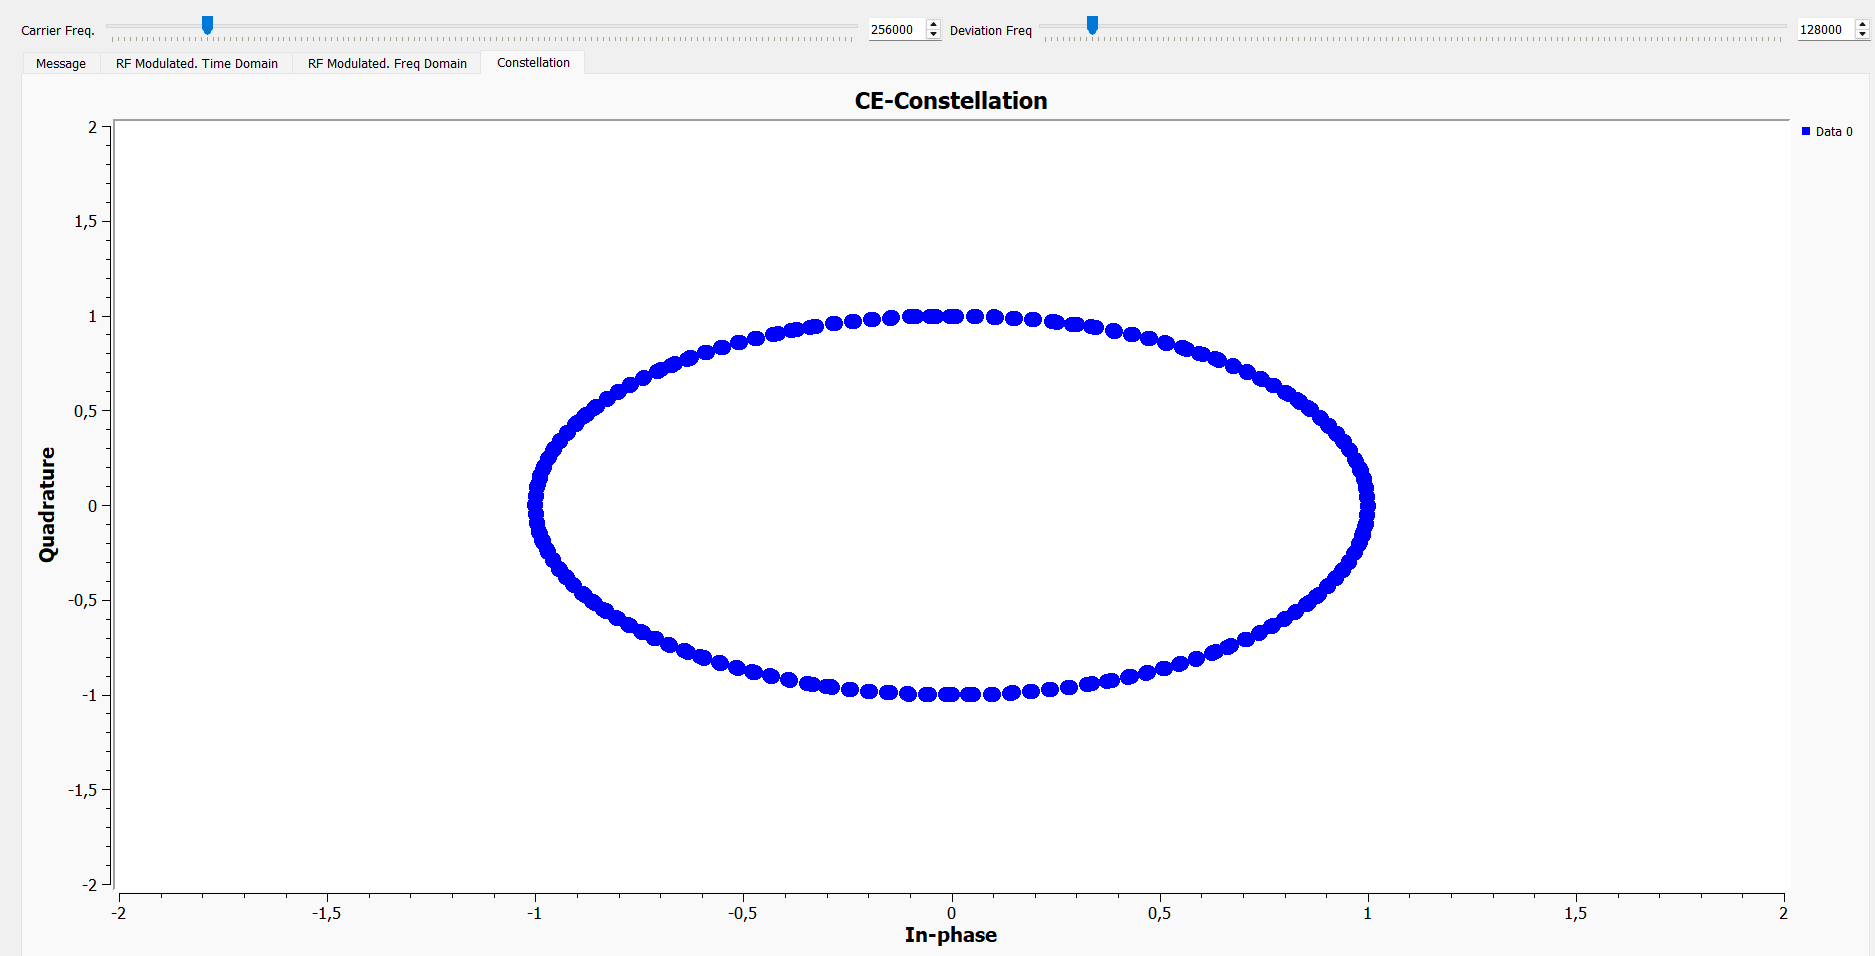 Carrier Freq. 256000 Deviation Freq 128000
Message RF Modulated. Time Domain RF Modulated. Freq Domain Constellation
CE-Constellation
Data 0
2
1,5
1
0,5
0
-0,5
-1
-1,5
-2
Quadrature
-2 -1,5 -1 -0,5 0 0,5 1 1,5 2
In-phase